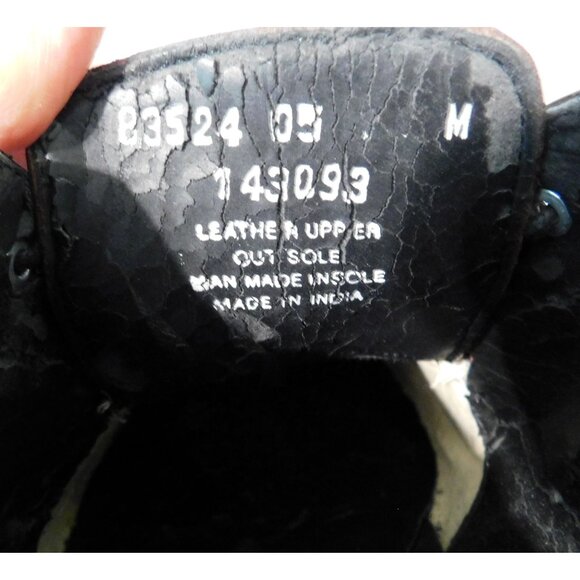 83524 05 M
143093
LEATHER UPPER
OUT SOLE
MAN MADE INSOLE
MADE IN INDIA